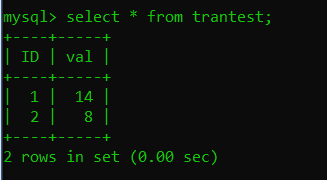 mysql> select * from trantest;
+----+-----+
| ID | val |
+----+-----+
|  1 |  14 |
|  2 |   8 |
+----+-----+
2 rows in set (0.00 sec)